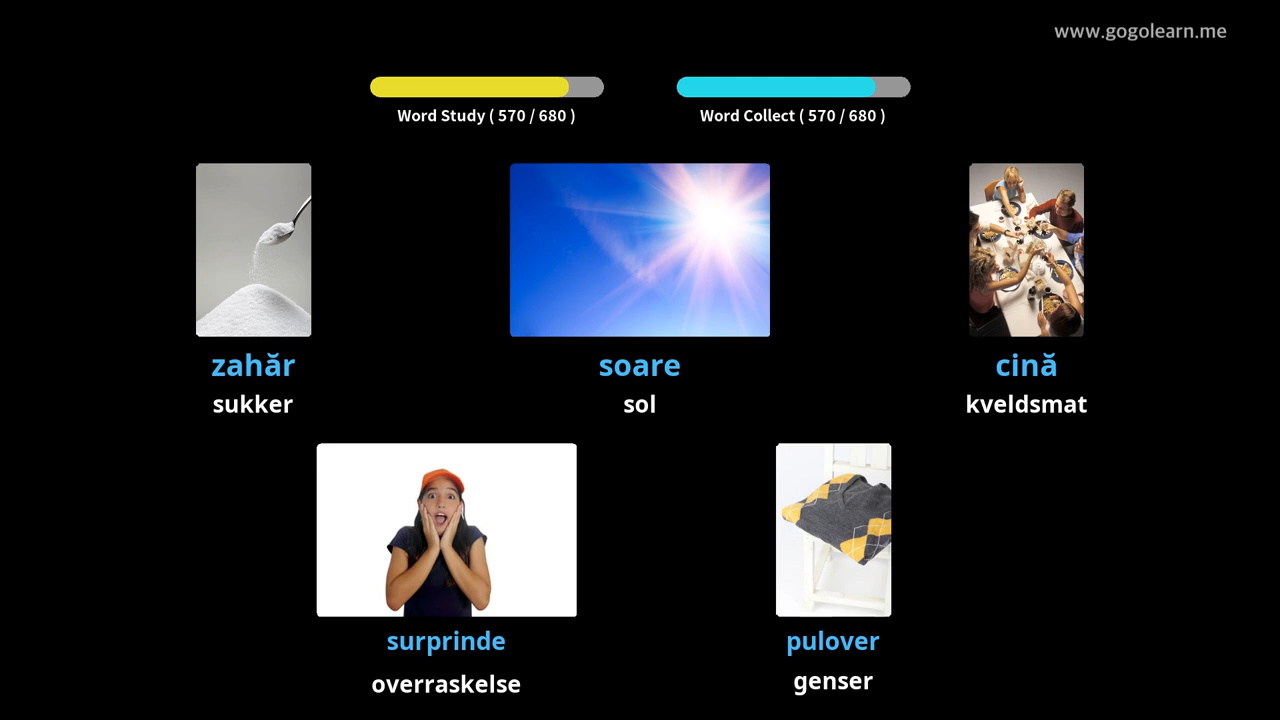 www.gogolearn.me
Word Study ( 570 / 680 )
Word Collect ( 570 / 680 )
zahăr
soare
cină
sukker
sol
kveldsmat
surprinde
pulover
overraskelse
genser